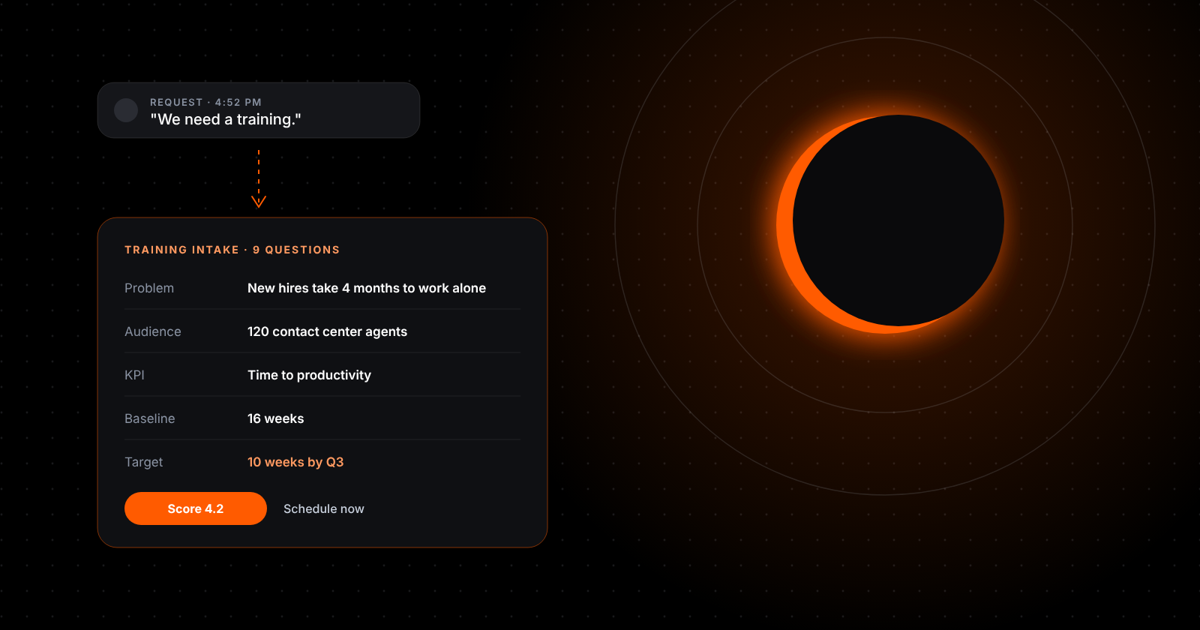 REQUEST · 4:52 PM
"We need a training."
TRAINING INTAKE · 9 QUESTIONS
Problem New hires take 4 months to work alone
Audience 120 contact center agents
KPI Time to productivity
Baseline 16 weeks
Target 10 weeks by Q3
Score 4.2 Schedule now